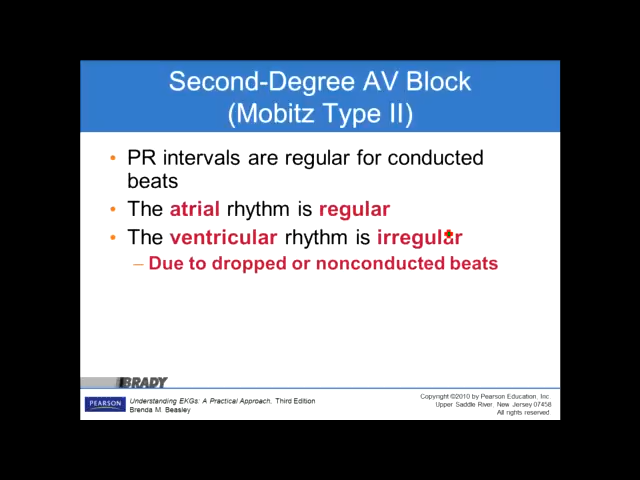 Second-Degree AV Block
(Mobitz Type II)
• PR intervals are regular for conducted
beats
• The atrial rhythm is regular
• The ventricular rhythm is irregular
– Due to dropped or nonconducted beats
BRADY
PEARSON
Understanding EKGs: A Practical Approach, Third Edition
Brenda M. Beasley
Copyright ©2010 by Pearson Education, Inc.
Upper Saddle River, New Jersey 07458
All rights reserved.